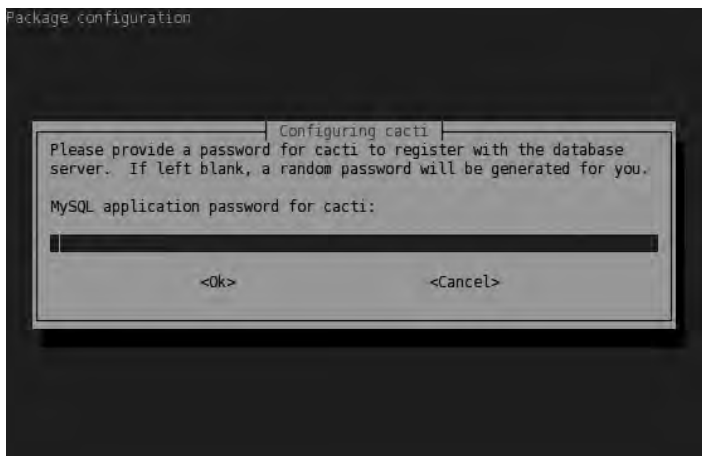 Package configuration
Configuring cacti
Please provide a password for cacti to register with the database
server.  If left blank, a random password will be generated for you.
MySQL application password for cacti:
<Ok> <Cancel>